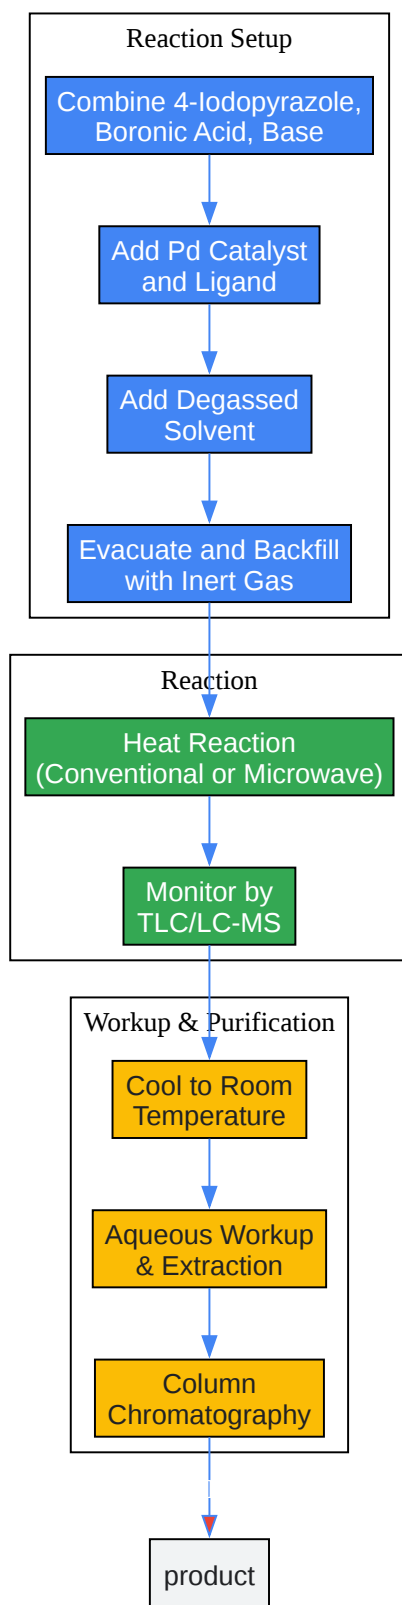 Reaction Setup
Combine 4-Iodopyrazole,
Boronic Acid, Base
Add Pd Catalyst
and Ligand
Add Degassed
Solvent
Evacuate and Backfill
with Inert Gas
Reaction
Heat Reaction
(Conventional or Microwave)
Monitor by
TLC/LC-MS
Workup & Purification
Cool to Room
Temperature
Aqueous Workup
& Extraction
Column
Chromatography
product